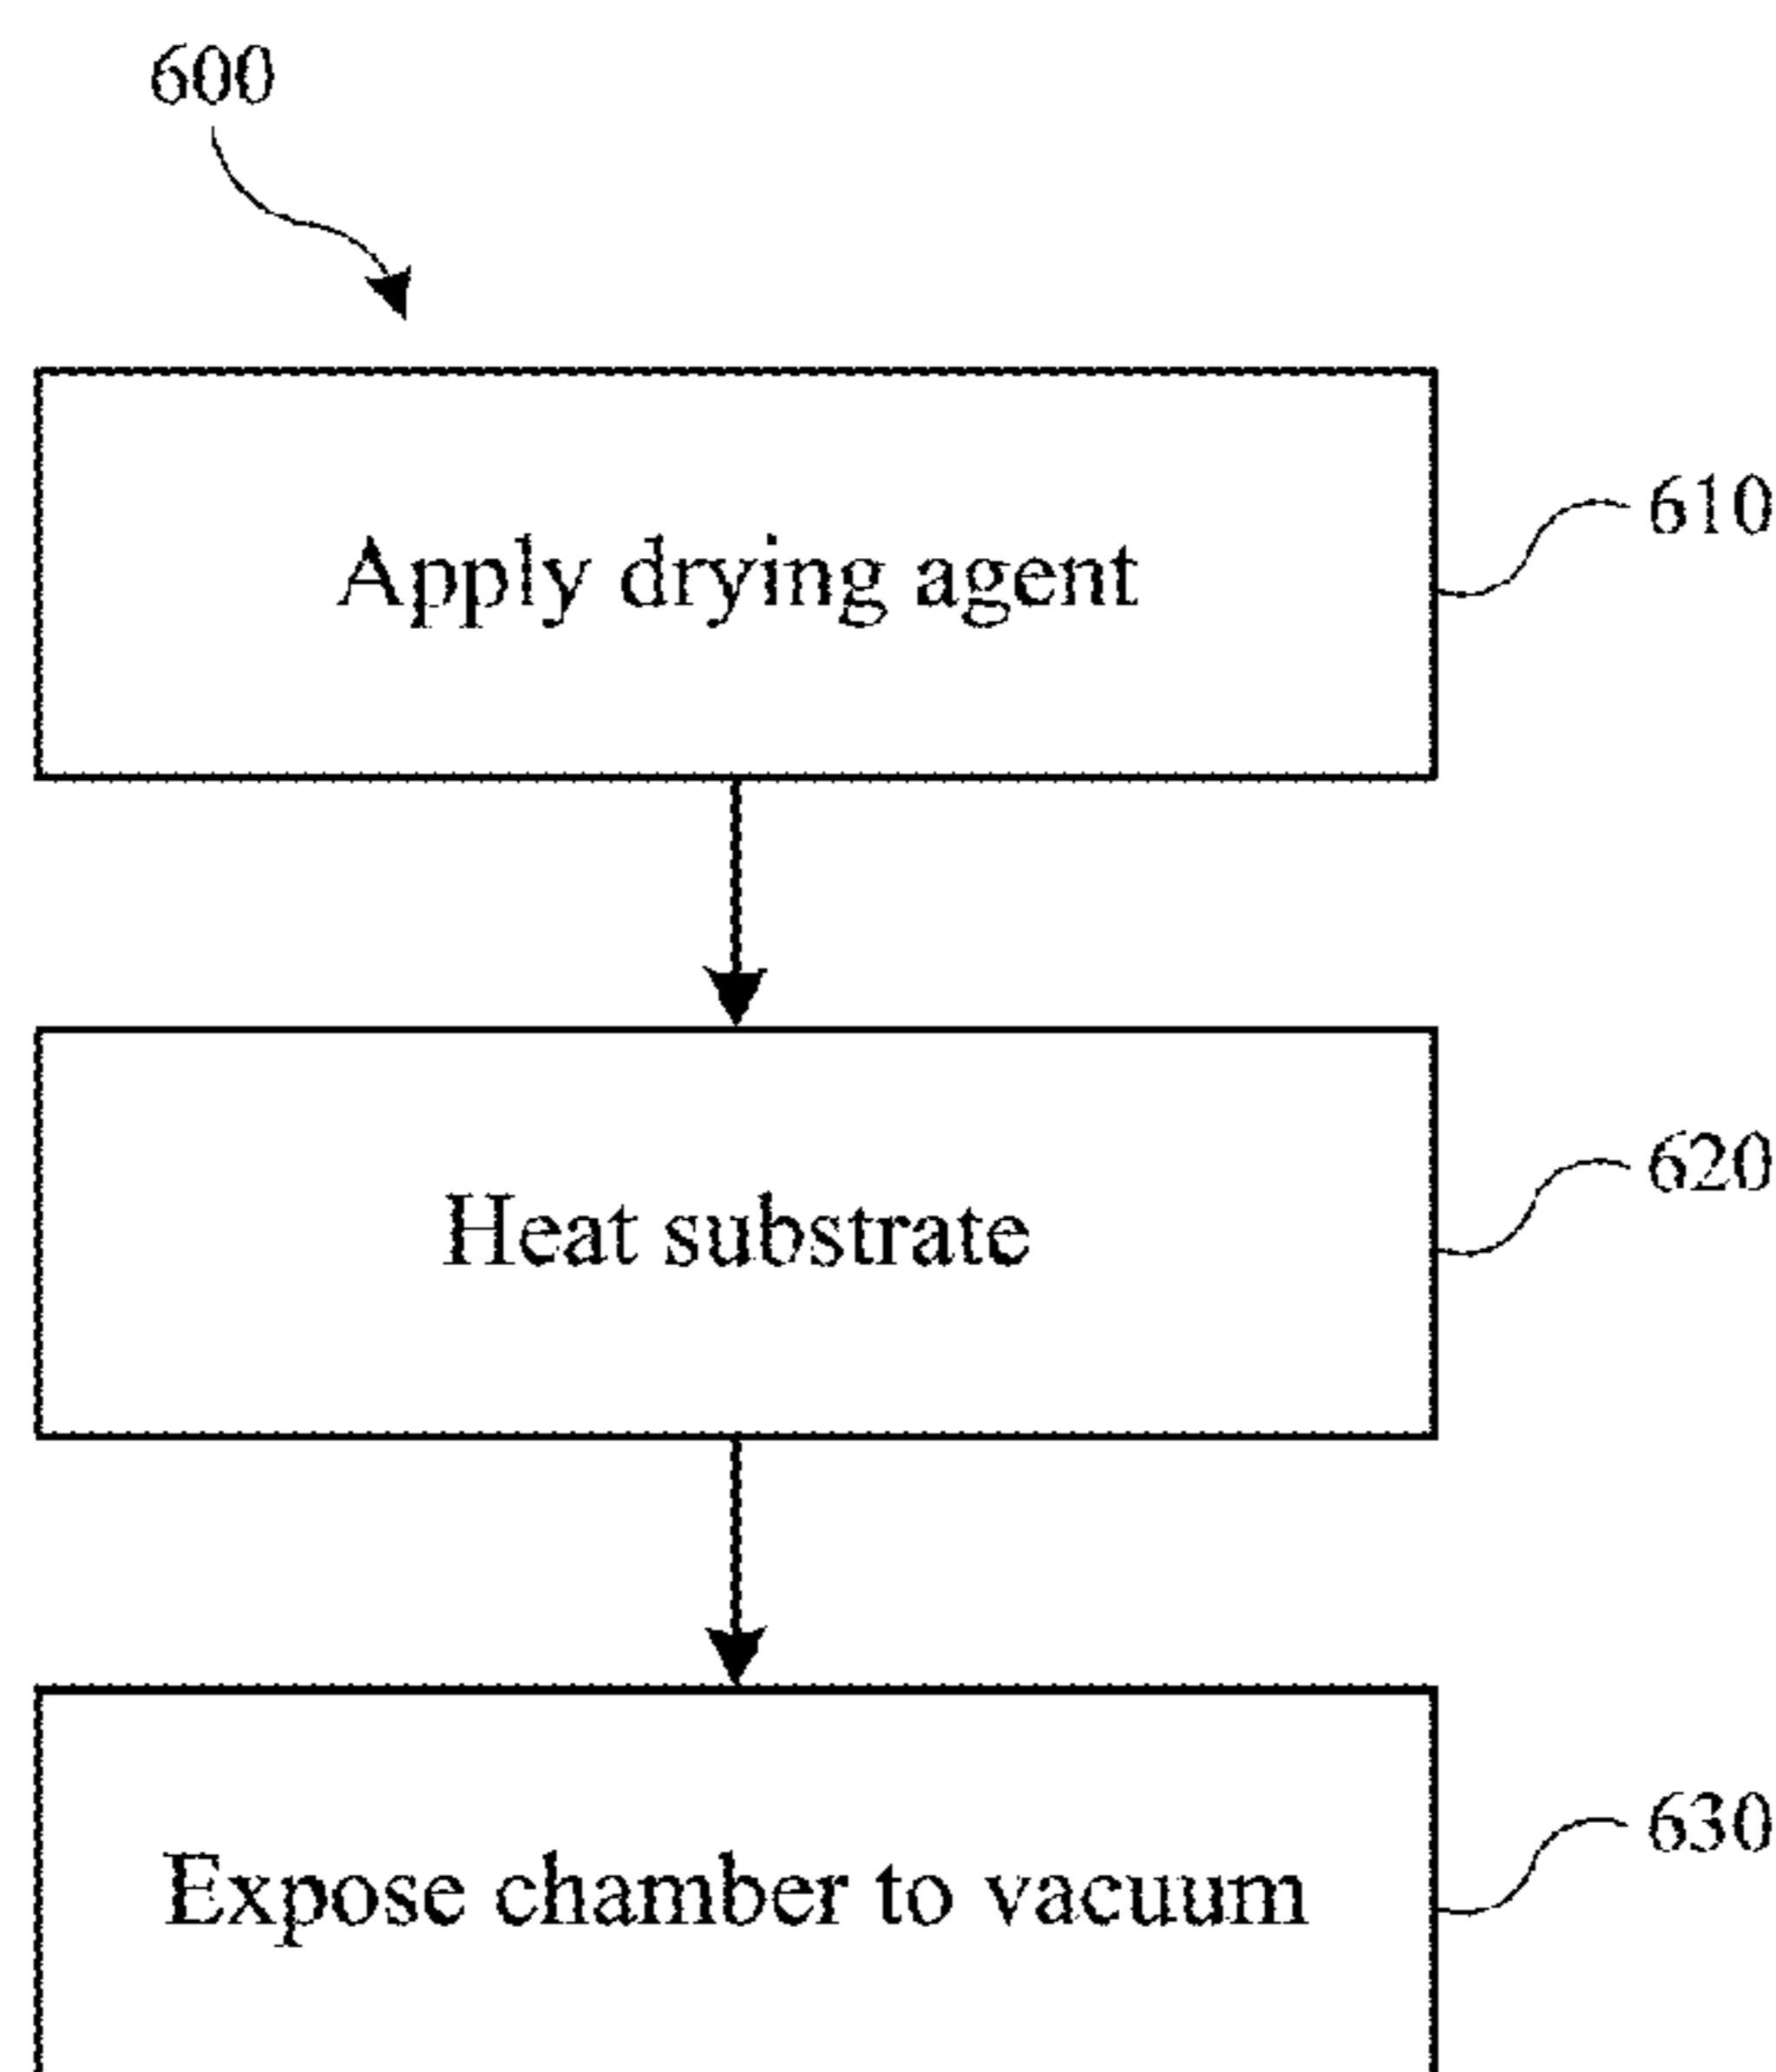 600
Apply drying agent
610
Heat substrate
620
Expose chamber to vacuum
630